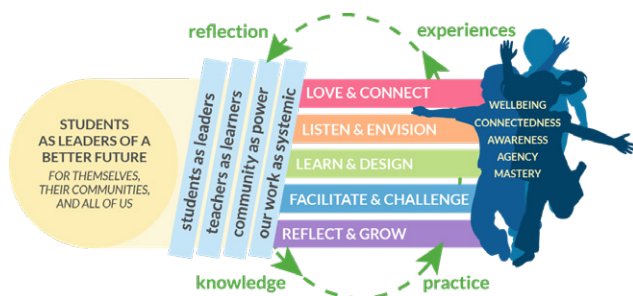 reflection
experiences
STUDENTS
AS LEADERS OF A
BETTER FUTURE
FOR THEMSELVES,
THEIR COMMUNITIES,
AND ALL OF US
students as leaders
teachers as learners
community as power
our work as systemic
LOVE & CONNECT
LISTEN & ENVISION
LEARN & DESIGN
FACILITATE & CHALLENGE
REFLECT & GROW
WELLBEING
CONNECTEDNESS
AWARENESS
AGENCY
MASTERY
knowledge
practice